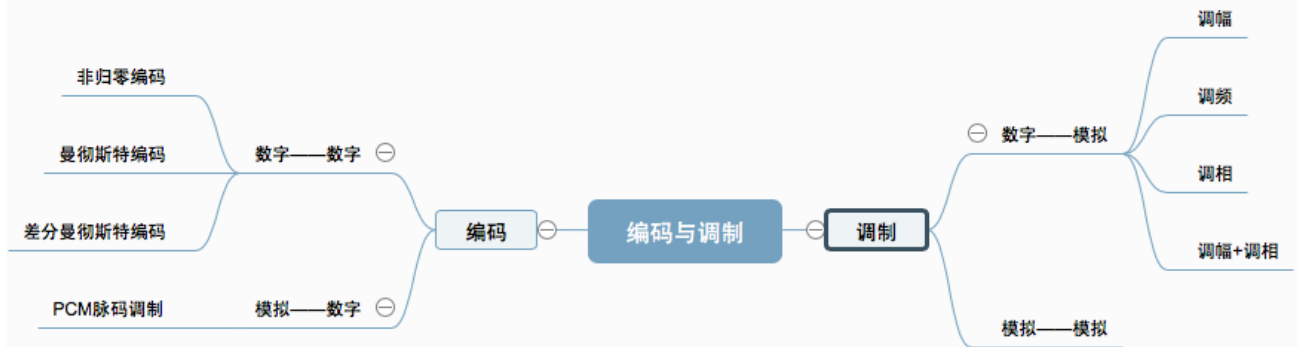 编码与调制
编码
数字——数字
非归零编码
曼彻斯特编码
差分曼彻斯特编码
模拟——数字
PCM脉码调制
调制
数字——模拟
调幅
调频
调相
调幅+调相
模拟——模拟